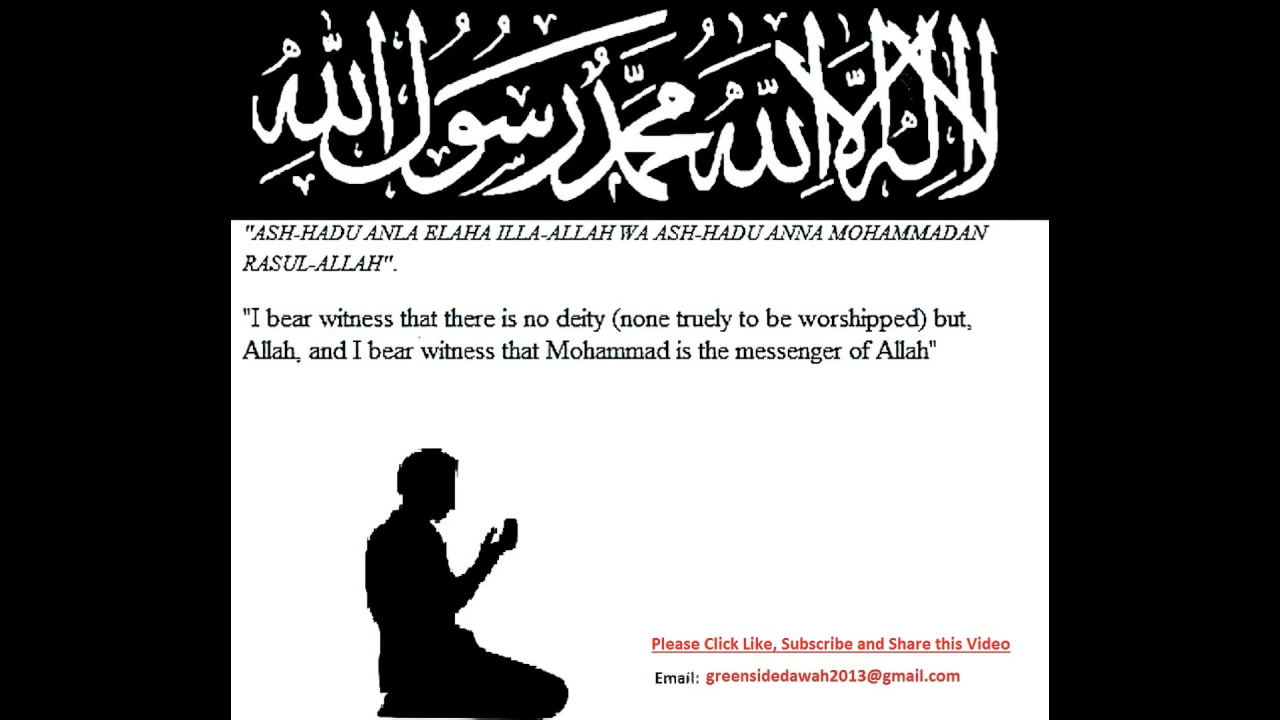 لا إله إلا الله محمد رسول الله
"ASH-HADU ANLA ELAHA ILLA-ALLAH WA ASH-HADU ANNA MOHAMMADAN
RASUL-ALLAH".
"I bear witness that there is no deity (none truely to be worshipped) but,
Allah, and I bear witness that Mohammad is the messenger of Allah"
Please Click Like, Subscribe and Share this Video
Email: greensidedawah2013@gmail.com